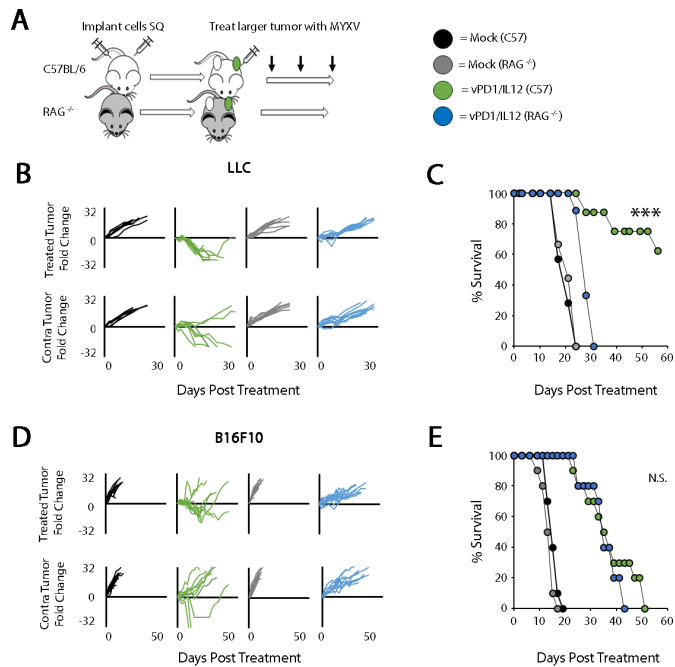 A
Implant cells SQ
Treat larger tumor with MYXV
C57BL/6
RAG -/-
= Mock (C57)
= Mock (RAG -/-)
= vPD1/IL12 (C57)
= vPD1/IL12 (RAG -/-)
B
LLC
Treated Tumor
Fold Change
32
0
-32
Contra Tumor
Fold Change
32
0
-32
0 30 0 30 0 30 0 30
Days Post Treatment
C
% Survival
100
80
60
40
20
0
0 10 20 30 40 50 60
Days Post Treatment
***
D
B16F10
Treated Tumor
Fold Change
32
0
-32
Contra Tumor
Fold Change
32
0
-32
0 50 0 50 0 50 0 50
Days Post Treatment
E
% Survival
100
80
60
40
20
0
0 10 20 30 40 50 60
Days Post Treatment
N.S.